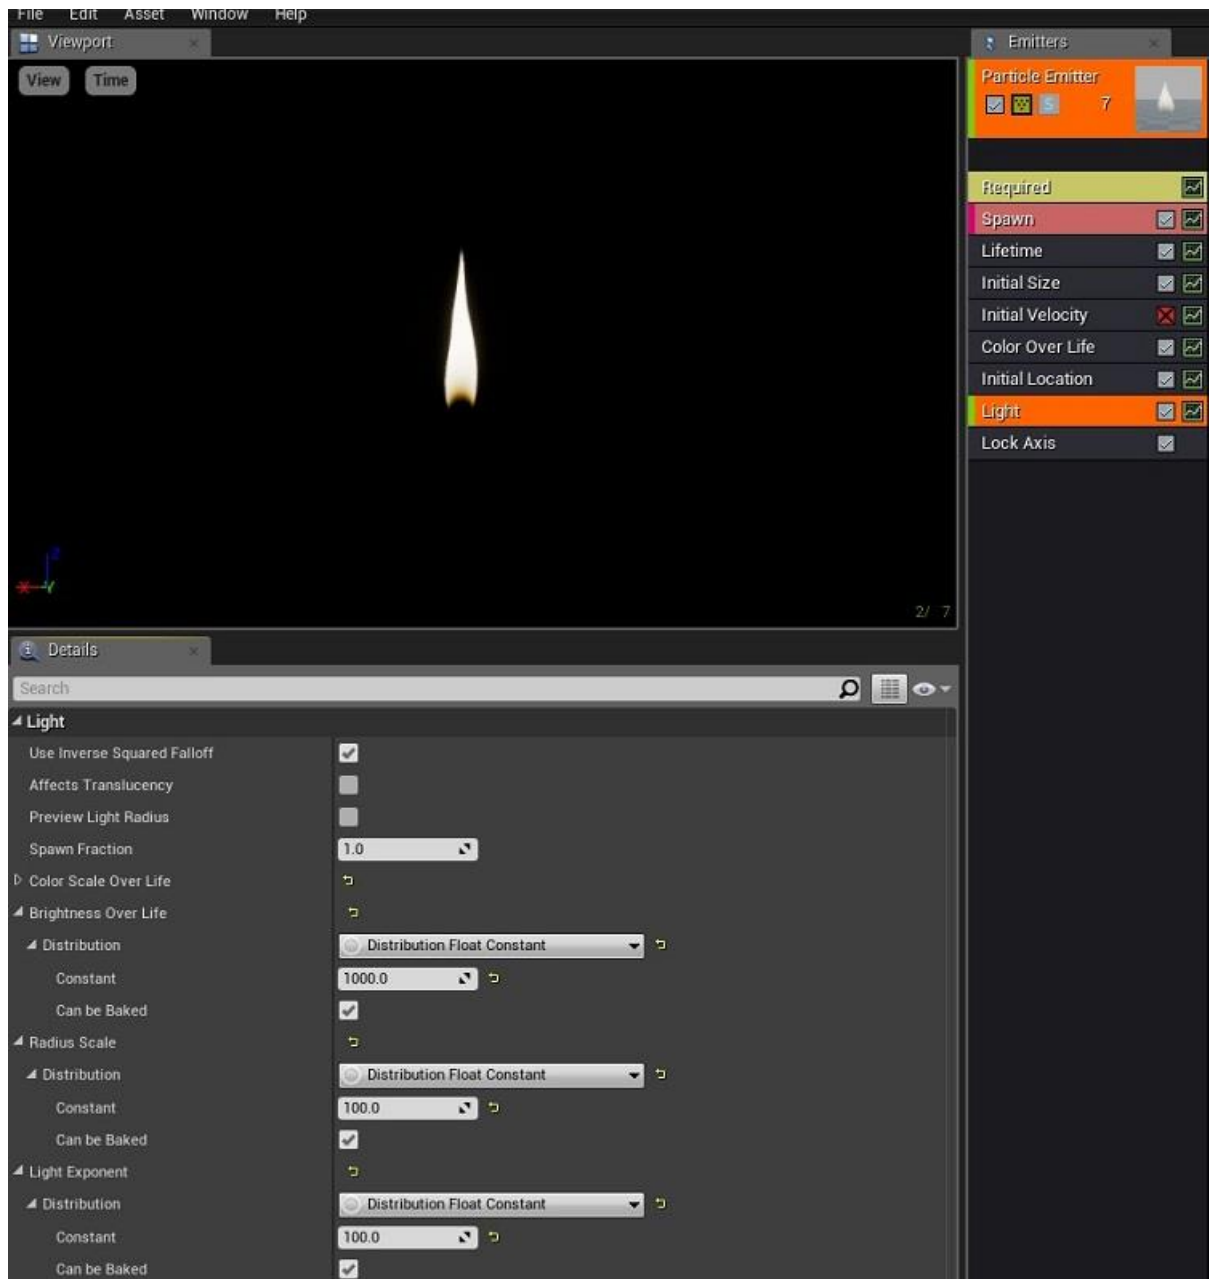 File Edit Asset Window Help
Viewport
View Time
Z
X Y
2/ 7
Emitters
Particle Emitter
S 7
Required
Spawn
Lifetime
Initial Size
Initial Velocity
Color Over Life
Initial Location
Light
Lock Axis
Details
Search
Light
Use Inverse Squared Falloff
Affects Translucency
Preview Light Radius
Spawn Fraction 1.0
Color Scale Over Life
Brightness Over Life
Distribution Distribution Float Constant
Constant 1000.0
Can be Baked
Radius Scale
Distribution Distribution Float Constant
Constant 100.0
Can be Baked
Light Exponent
Distribution Distribution Float Constant
Constant 100.0
Can be Baked